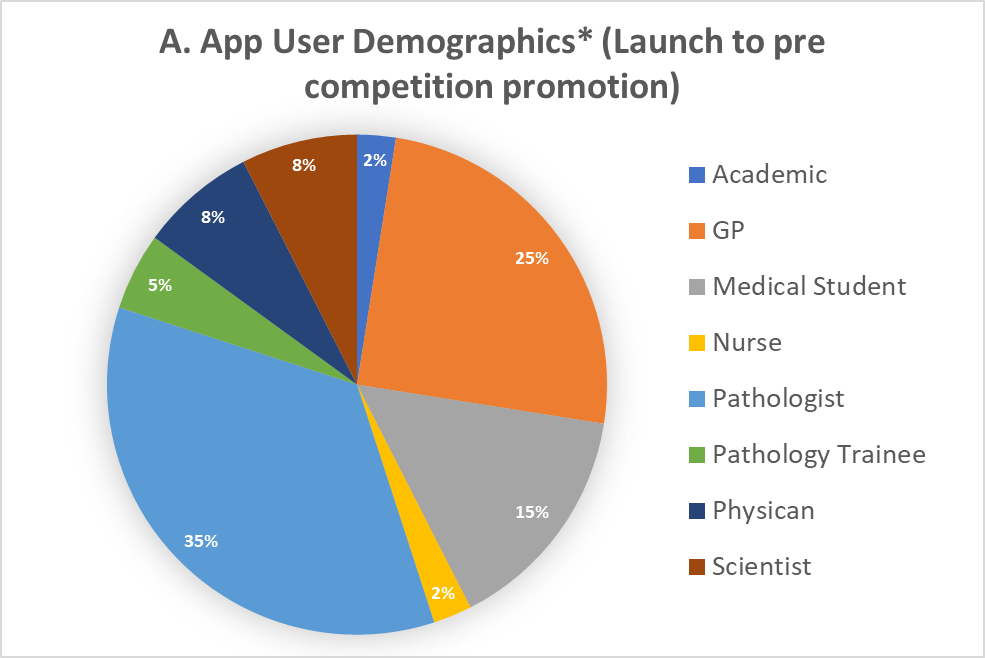 A. App User Demographics* (Launch to pre
competition promotion)
2%
25%
15%
2%
35%
5%
8%
8%
Academic
GP
Medical Student
Nurse
Pathologist
Pathology Trainee
Physican
Scientist